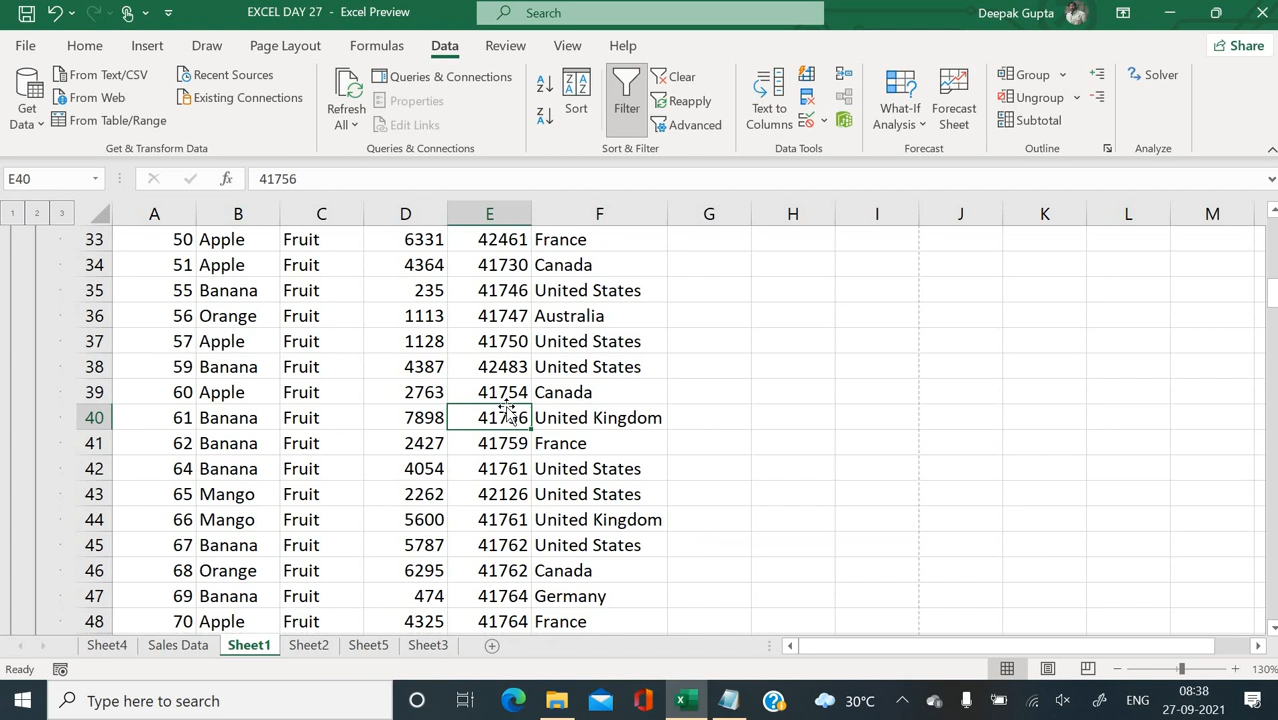 EXCEL DAY 27 - Excel Preview
Search
Deepak Gupta
File Home Insert Draw Page Layout Formulas Data Review View Help Share
Get Data
From Text/CSV
From Web
From Table/Range
Recent Sources
Existing Connections
Get & Transform Data
Refresh All
Queries & Connections
Properties
Edit Links
Queries & Connections
Sort
Filter
Clear
Reapply
Advanced
Sort & Filter
Text to Columns
Data Tools
What-If Analysis
Forecast Sheet
Forecast
Group
Ungroup
Subtotal
Outline
Solver
Analyze
E40 fx 41756
1 2 3 A B C D E F G H I J K L M
33 50 Apple Fruit 6331 42461 France
34 51 Apple Fruit 4364 41730 Canada
35 55 Banana Fruit 235 41746 United States
36 56 Orange Fruit 1113 41747 Australia
37 57 Apple Fruit 1128 41750 United States
38 59 Banana Fruit 4387 42483 United States
39 60 Apple Fruit 2763 41754 Canada
40 61 Banana Fruit 7898 41756 United Kingdom
41 62 Banana Fruit 2427 41759 France
42 64 Banana Fruit 4054 41761 United States
43 65 Mango Fruit 2262 42126 United States
44 66 Mango Fruit 5600 41761 United Kingdom
45 67 Banana Fruit 5787 41762 United States
46 68 Orange Fruit 6295 41762 Canada
47 69 Banana Fruit 474 41764 Germany
48 70 Apple Fruit 4325 41764 France
Sheet4 Sales Data Sheet1 Sheet2 Sheet5 Sheet3
Ready 130%
Type here to search
30°C
ENG
08:38
27-09-2021